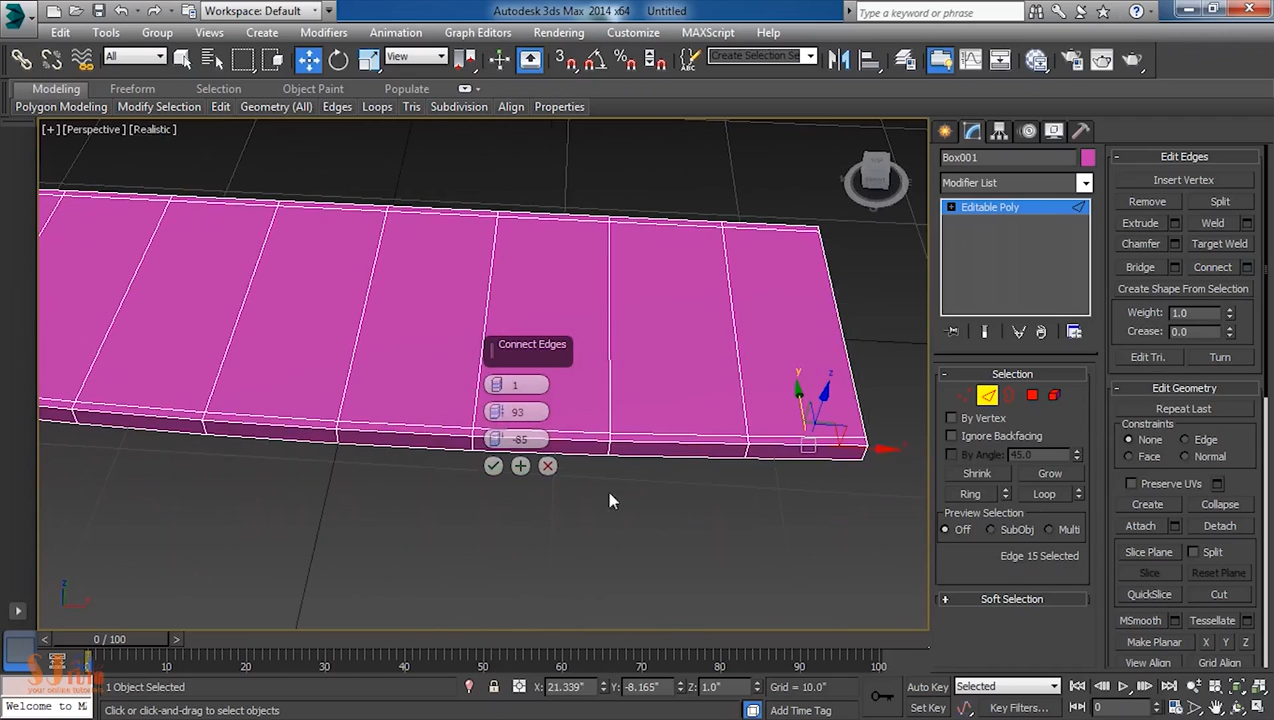 Workspace: Default
Autodesk 3ds Max 2014 x64 Untitled
Type a keyword or phrase
Edit Tools Group Views Create Modifiers Animation Graph Editors Rendering Customize MAXScript Help
All
View
Create Selection Se
Modeling Freeform Selection Object Paint Populate
Polygon Modeling Modify Selection Edit Geometry (All) Edges Loops Tris Subdivision Align Properties
[+] [Perspective] [Realistic]
Connect Edges
1
93
-85
y
z
z
Box001
Modifier List
Editable Poly
Selection
By Vertex
Ignore Backfacing
By Angle: 45.0
Shrink Grow
Ring Loop
Preview Selection
Off SubObj Multi
Edge 15 Selected
Soft Selection
Edit Edges
Insert Vertex
Remove Split
Extrude Weld
Chamfer Target Weld
Bridge Connect
Create Shape From Selection
Weight: 1.0
Crease: 0.0
Edit Tri. Turn
Edit Geometry
Repeat Last
Constraints
None Edge
Face Normal
Preserve UVs
Create Collapse
Attach Detach
Slice Plane Split
Slice Reset Plane
QuickSlice Cut
MSmooth Tessellate
Make Planar X Y Z
View Align Grid Align
0 / 100
10 20 30 40 50 60 70 80 90 100
your online tutor
1 Object Selected
X: 21.339" Y: -8.165" Z: 1.0" Grid = 10.0"
Auto Key Selected
Welcome to M
Click or click-and-drag to select objects
Add Time Tag
Set Key Key Filters... 0